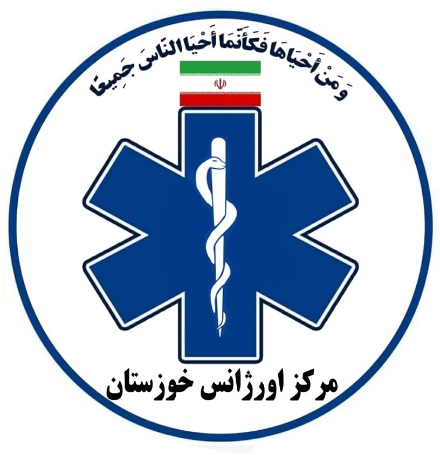 وَ مَنْ أَحْيَاهَا فَكَأَنَّمَا أَحْيَا النَّاسَ جَمِيعًا
مرکز اورژانس خوزستان